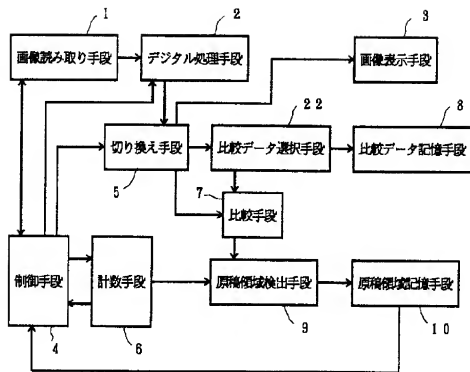 1
2
3
画像読み取り手段
デジタル処理手段
画像表示手段
22
8
切り換え手段
比較データ選択手段
比較データ記憶手段
5
7
比較手段
制御手段
計数手段
原稿領域検出手段
原稿領域記憶手段
4
6
9
10